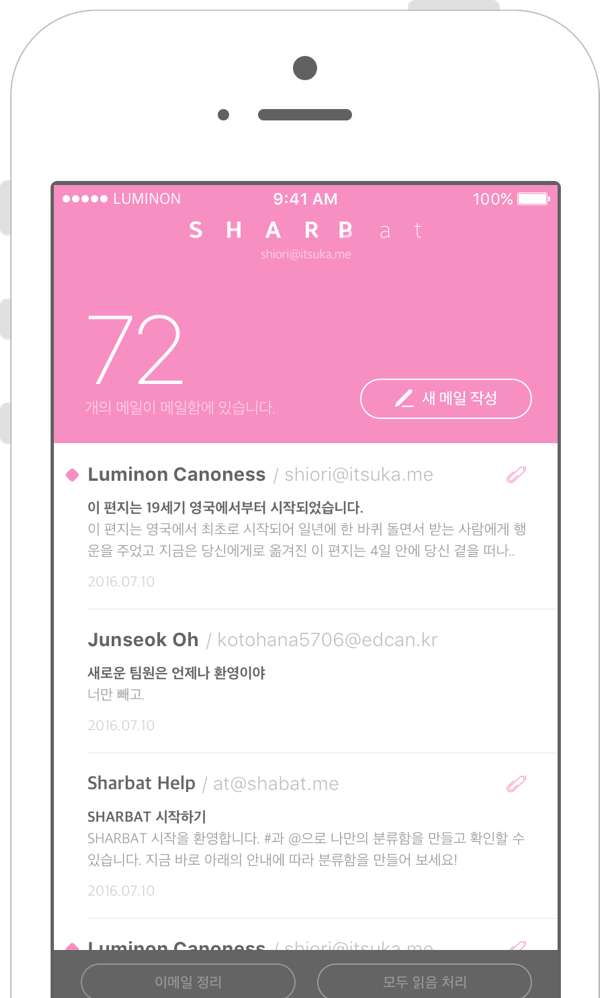 LUMINON 9:41 AM 100%
SHARBat
shiori@itsuka.me
72
개의 메일이 메일함에 있습니다.
새 메일 작성
Luminon Canoness / shiori@itsuka.me
이 편지는 19세기 영국에서부터 시작되었습니다.
이 편지는 영국에서 최초로 시작되어 일년에 한 바퀴 돌면서 받는 사람에게 행
운을 주었고 지금은 당신에게로 옮겨진 이 편지는 4일 안에 당신 곁을 떠나..
2016.07.10
Junseok Oh / kotohana5706@edcan.kr
새로운 팀원은 언제나 환영이야
너만 빼고.
2016.07.10
Sharbat Help / at@shabat.me
SHARBAT 시작하기
SHARBAT 시작을 환영합니다. #과 @으로 나만의 분류함을 만들고 확인할 수
있습니다. 지금 바로 아래의 안내에 따라 분류함을 만들어 보세요!
2016.07.10
Luminon Canoness / shiori@itsuka.me
이메일 정리 모두 읽음 처리